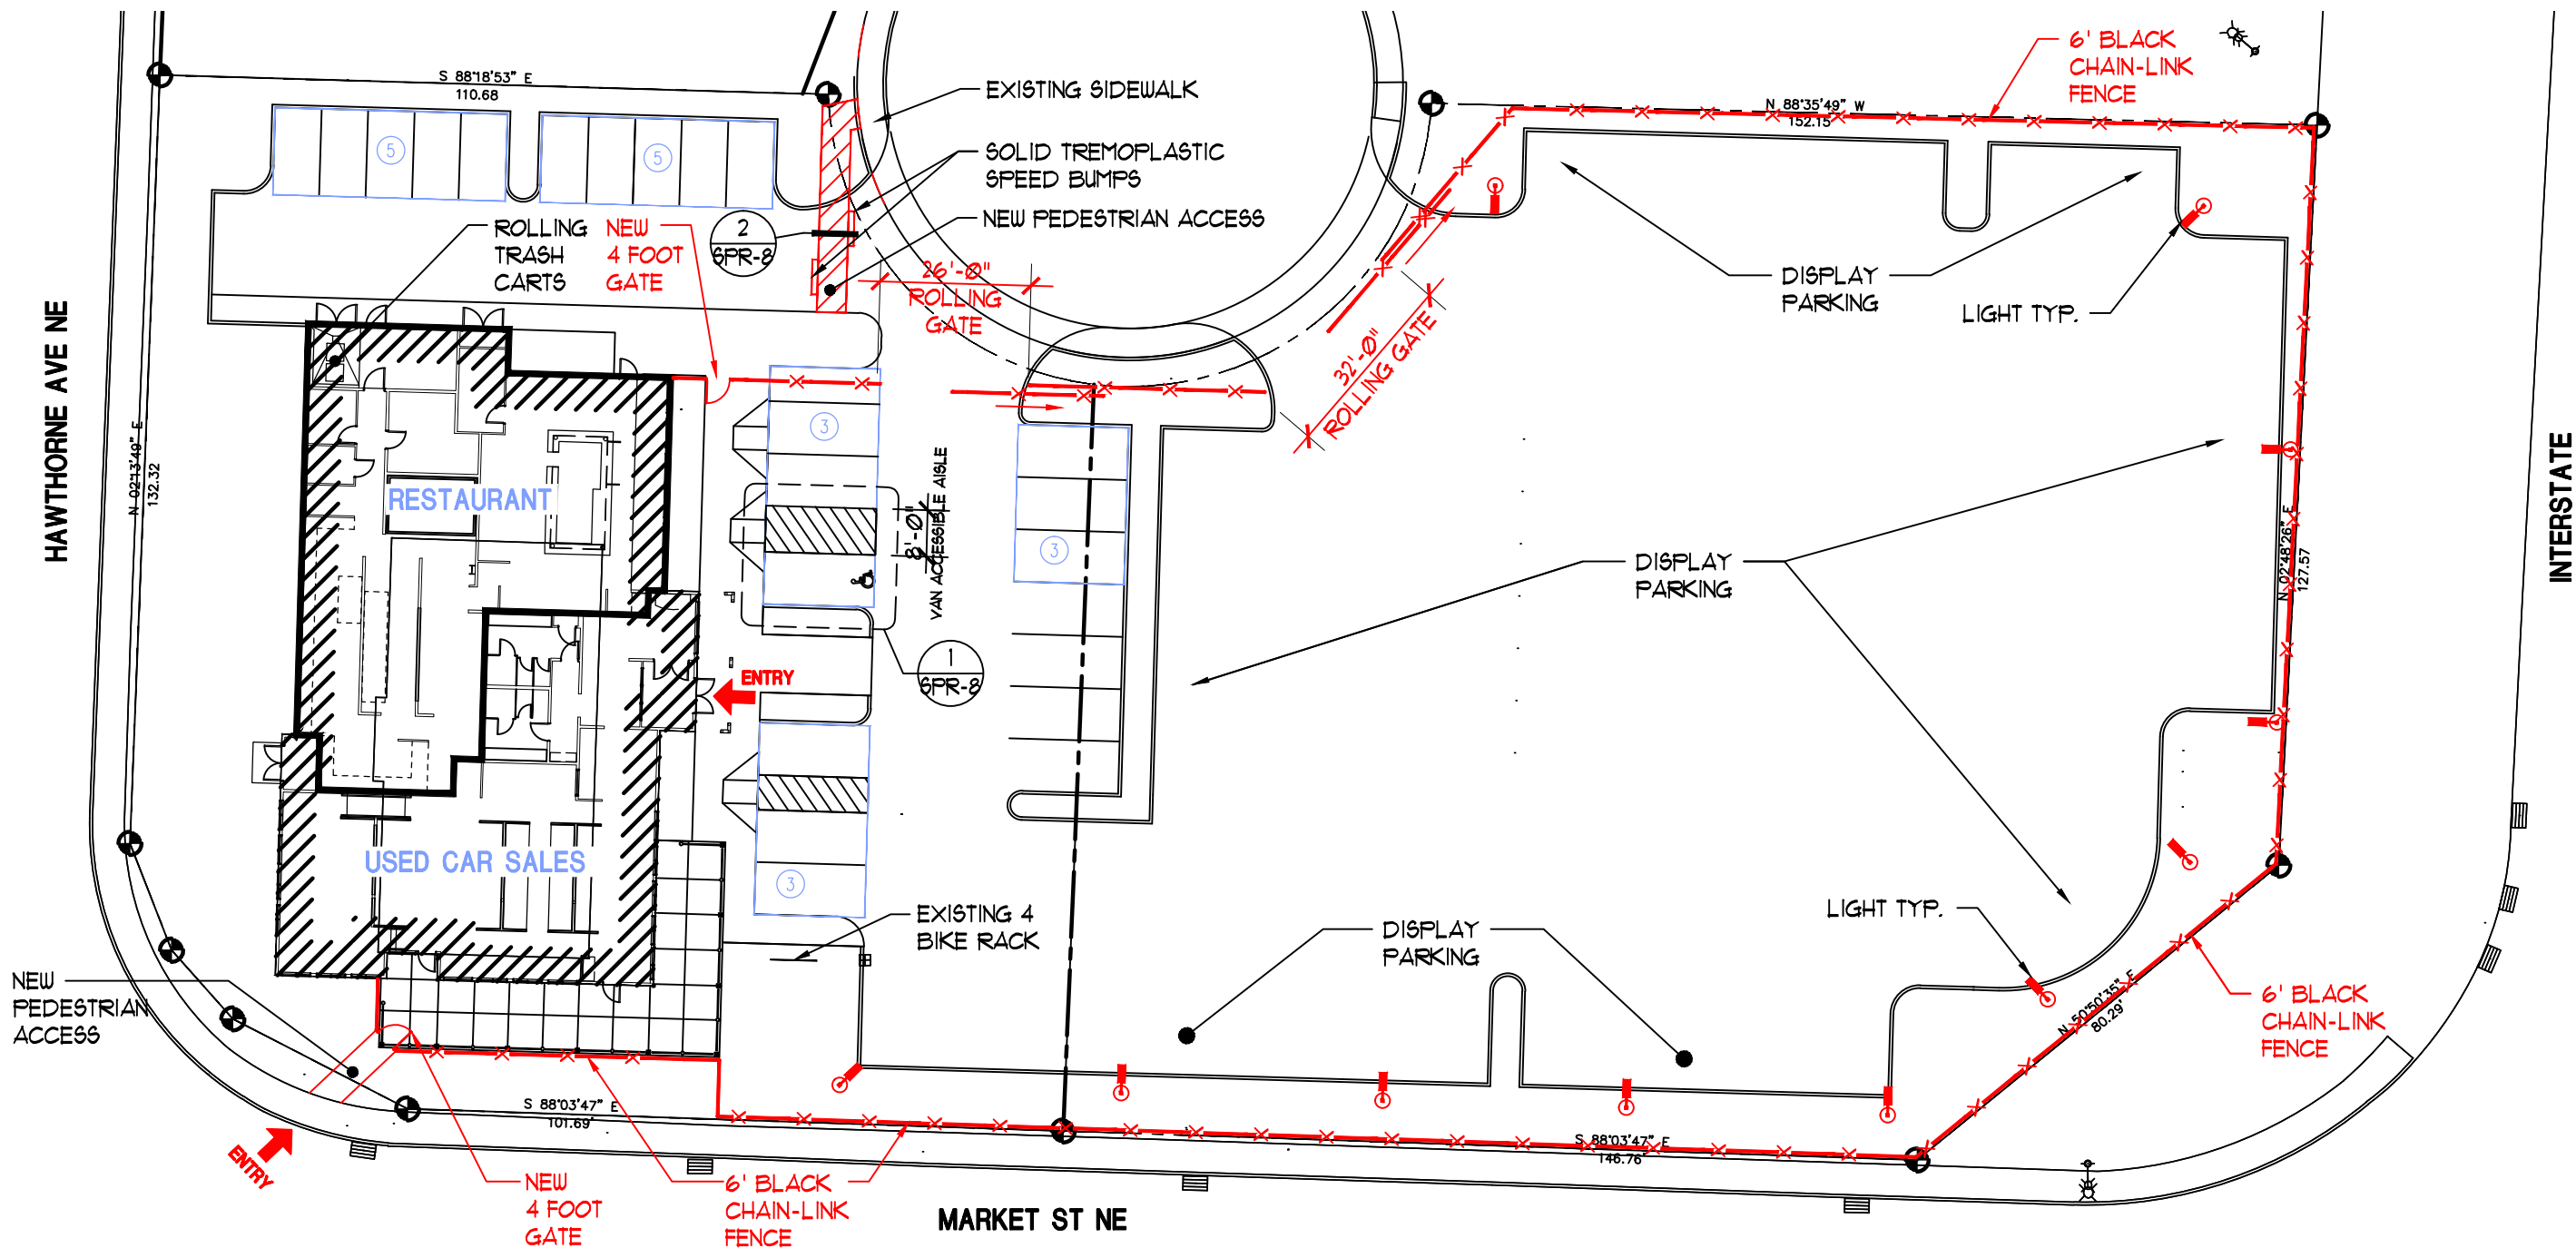 6' BLACK
CHAIN-LINK
FENCE
S 88°18'53" E
110.68
EXISTING SIDEWALK
N 88°35'49" W
152.15
5
5
SOLID TREMOPLASTIC
SPEED BUMPS
NEW PEDESTRIAN ACCESS
ROLLING
TRASH
CARTS
NEW
4 FOOT
GATE
2
SPR-8
26'-0"
ROLLING
GATE
DISPLAY
PARKING
LIGHT TYP.
32'-0"
ROLLING GATE
HAWTHORNE AVE NE
N 02°13'49" E
132.32
3
RESTAURANT
8'-0"
VAN ACCESSIBLE AISLE
3
DISPLAY
PARKING
N 02°48'26" E
127.57
INTERSTATE
1
SPR-8
ENTRY
USED CAR SALES
3
EXISTING 4
BIKE RACK
DISPLAY
PARKING
LIGHT TYP.
NEW
PEDESTRIAN
ACCESS
N 50°50'35" E
80.29'
6' BLACK
CHAIN-LINK
FENCE
S 88°03'47" E
101.69'
S 88°03'47" E
146.76
ENTRY
NEW
4 FOOT
GATE
6' BLACK
CHAIN-LINK
FENCE
MARKET ST NE